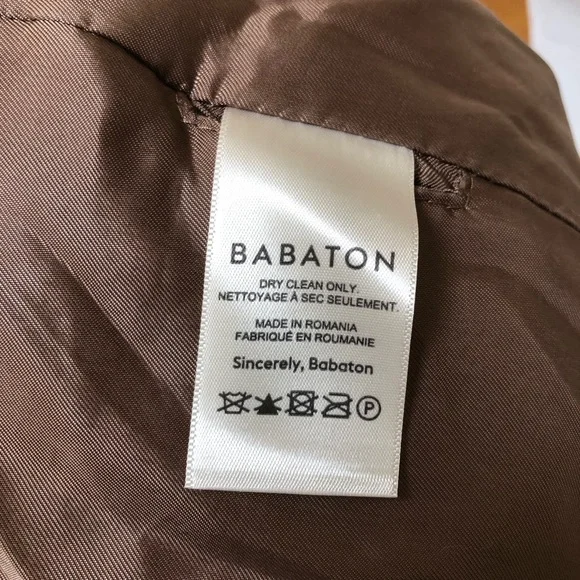 BABATON
DRY CLEAN ONLY.
NETTOYAGE À SEC SEULEMENT.
MADE IN ROMANIA
FABRIQUÉ EN ROUMANIE
Sincerely, Babaton
P